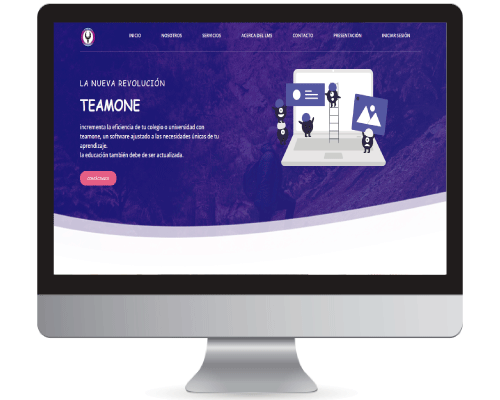 INICIO NOSOTROS SERVICIOS ACERCA DEL LMS CONTACTO PRESENTACIÓN INICIAR SESIÓN
LA NUEVA REVOLUCIÓN
TEAMONE
incrementa la eficiencia de tu colegio o universidad con
teamone, un software ajustado a las necesidades únicas de tu
aprendizaje.
la educación también debe de ser actualizada.